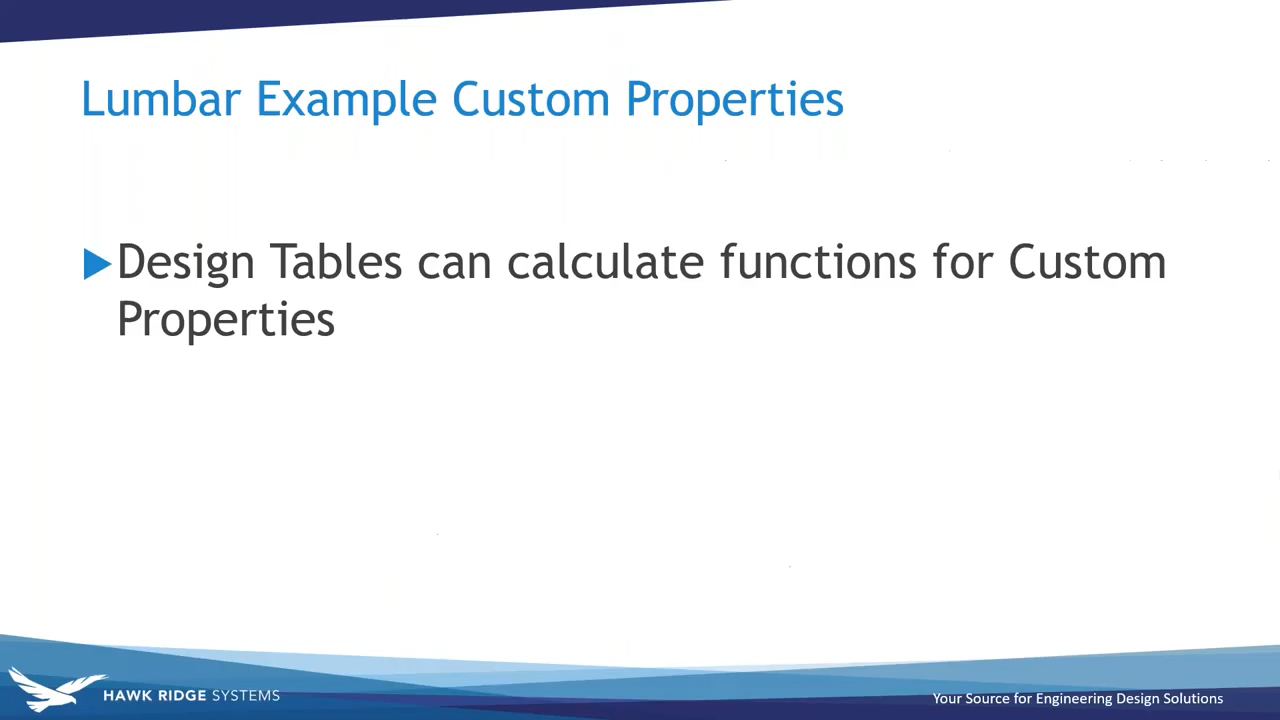 Lumbar Example Custom Properties
Design Tables can calculate functions for Custom
Properties
HAWK RIDGE SYSTEMS
Your Source for Engineering Design Solutions